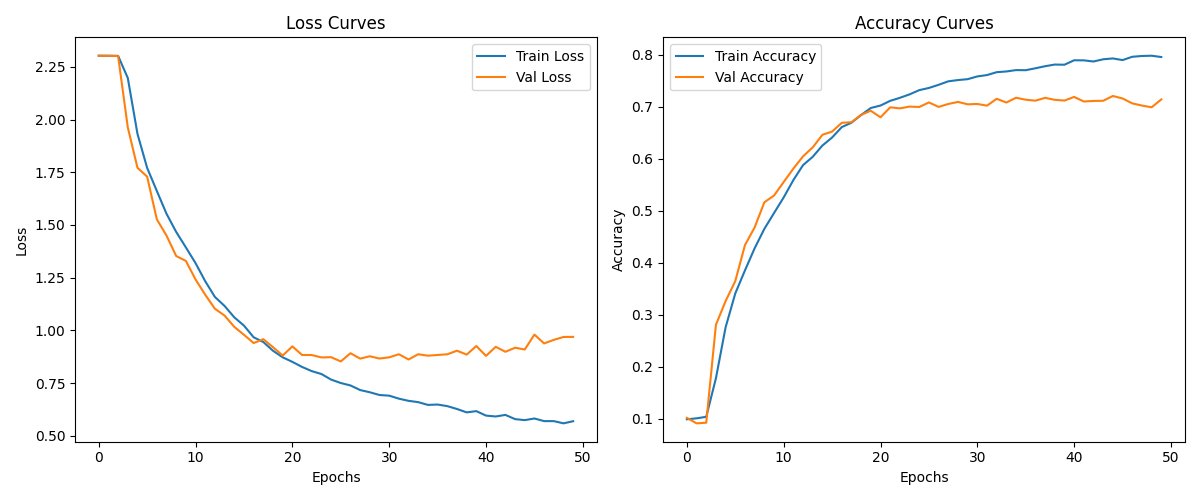 Loss Curves
Train Loss
Val Loss
2.25
2.00
1.75
1.50
1.25
1.00
0.75
0.50
Loss
0
10
20
30
40
50
Epochs
Accuracy Curves
Train Accuracy
Val Accuracy
0.8
0.7
0.6
0.5
0.4
0.3
0.2
0.1
Accuracy
0
10
20
30
40
50
Epochs